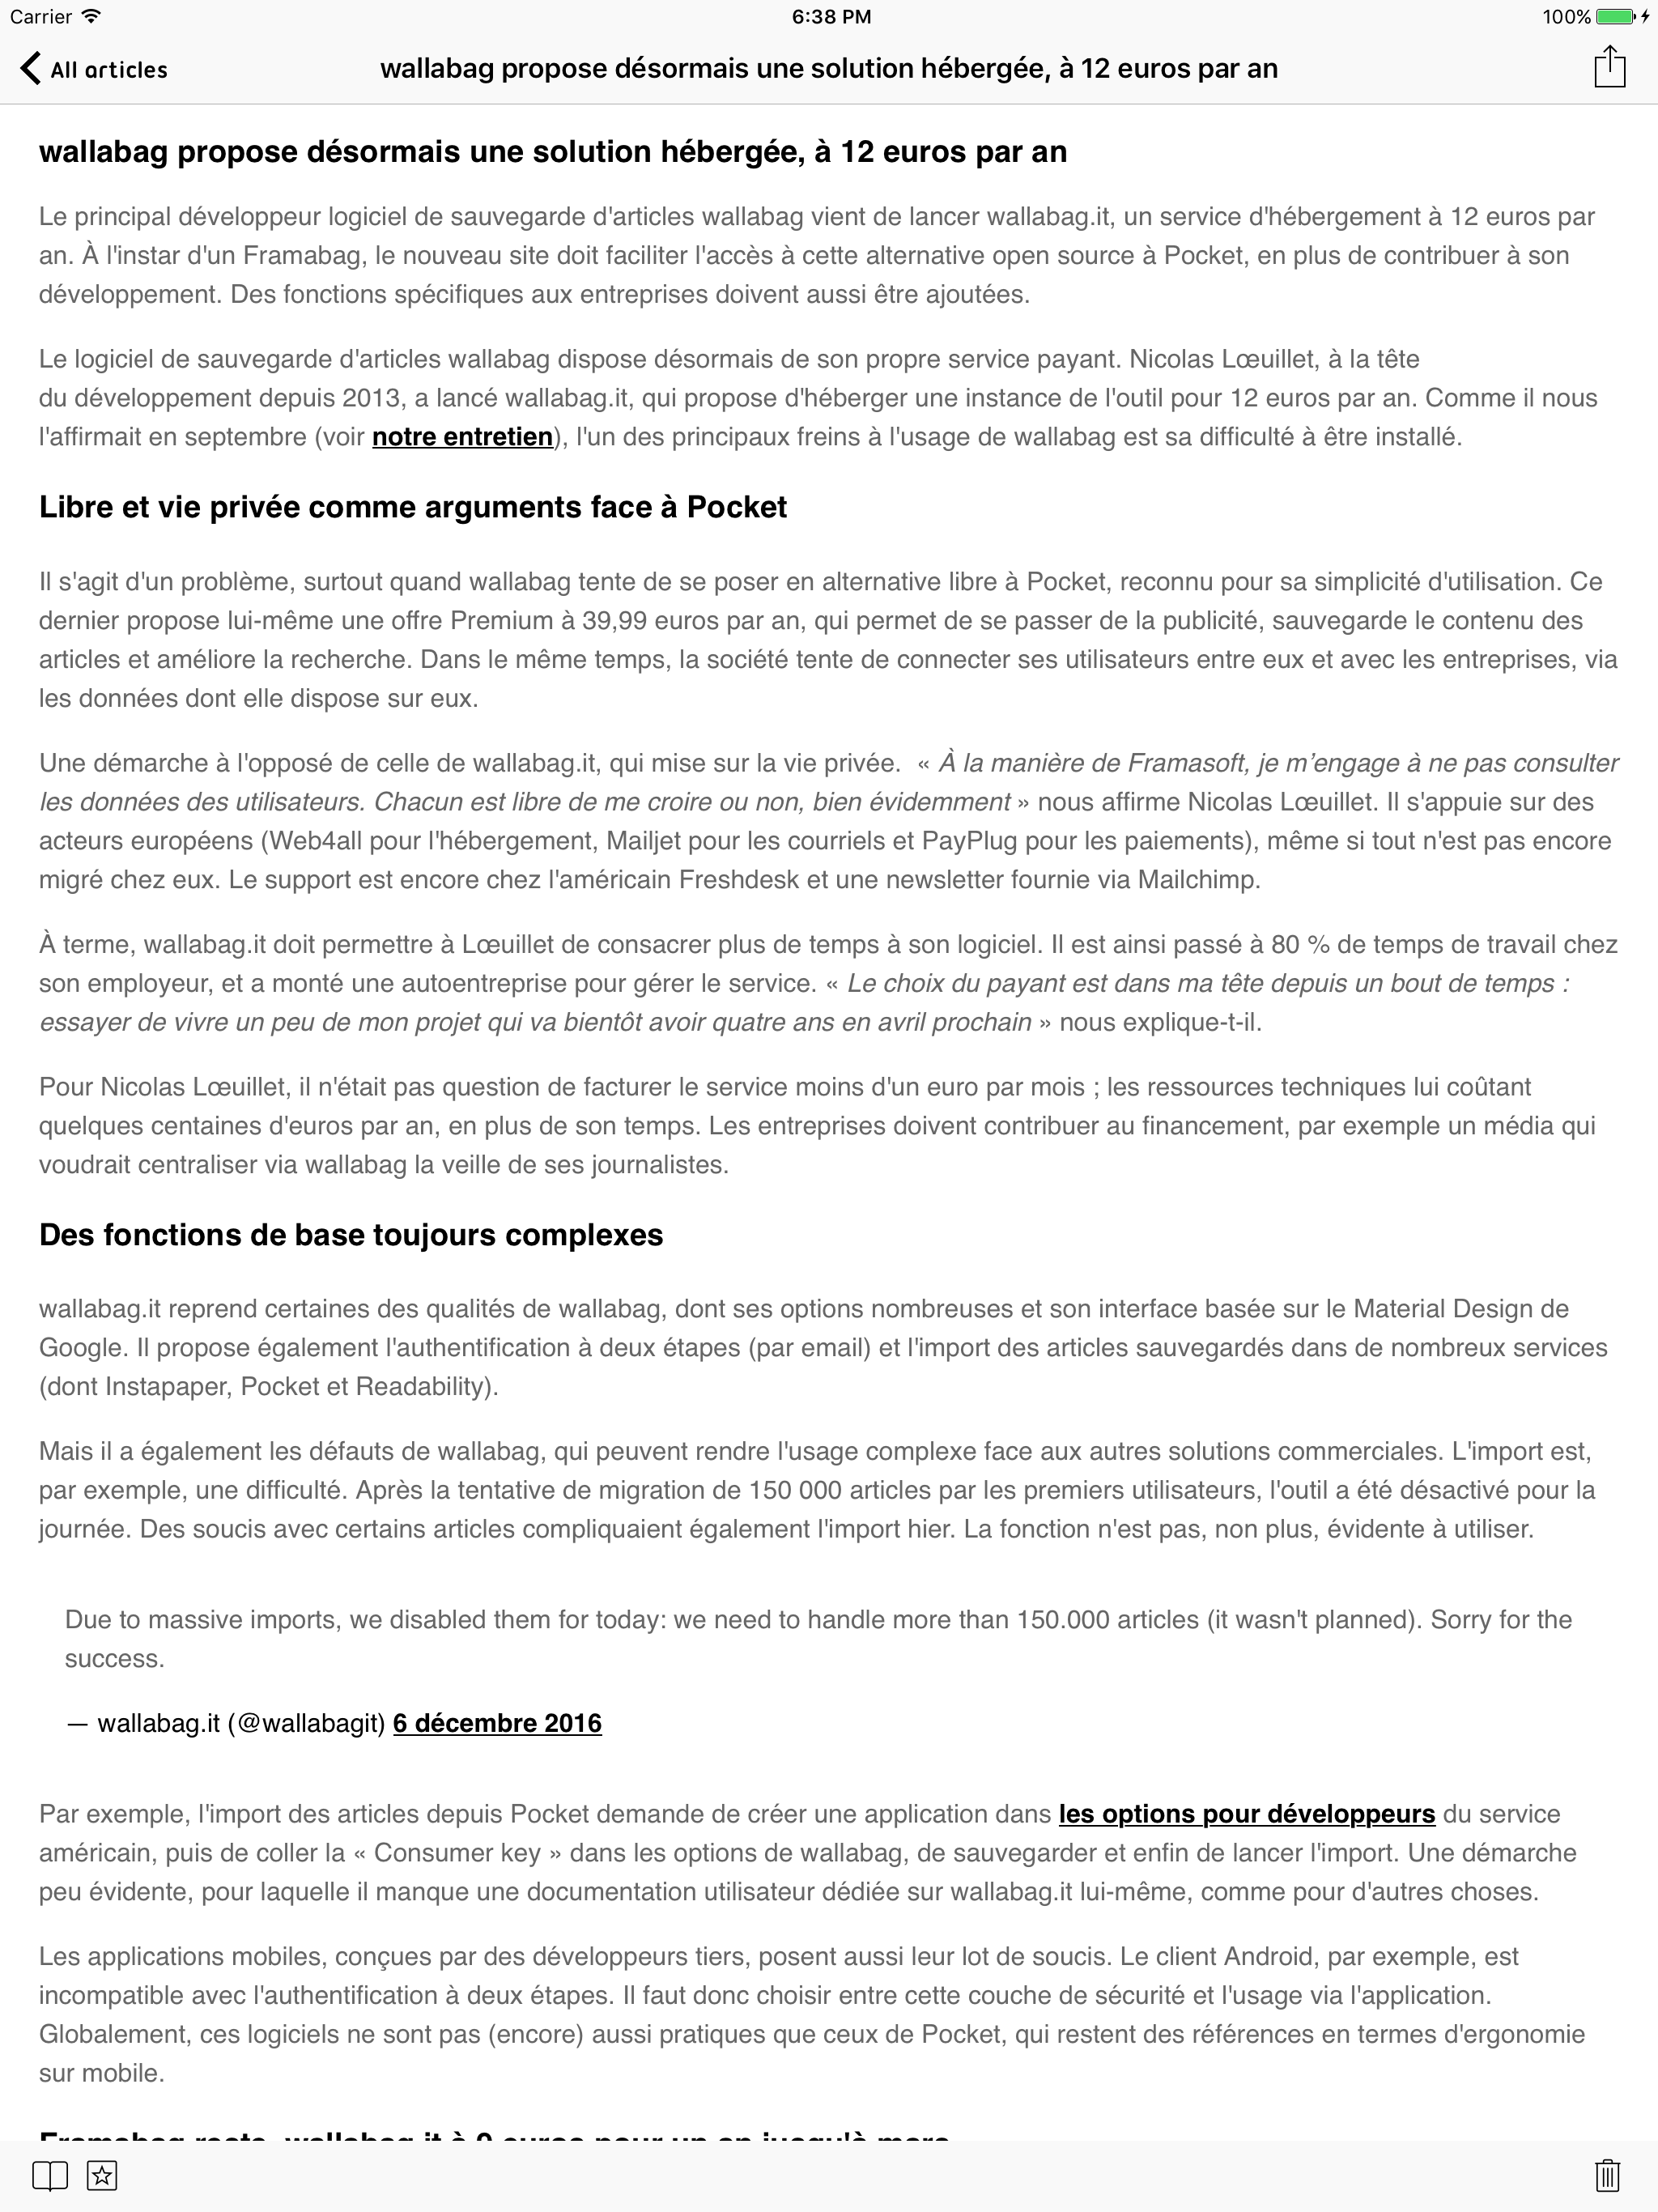 Carrier
6:38 PM
100%
All articles
wallabag propose désormais une solution hébergée, à 12 euros par an
wallabag propose désormais une solution hébergée, à 12 euros par an
Le principal développeur logiciel de sauvegarde d'articles wallabag vient de lancer wallabag.it, un service d'hébergement à 12 euros par
an. À l'instar d'un Framabag, le nouveau site doit faciliter l'accès à cette alternative open source à Pocket, en plus de contribuer à son
développement. Des fonctions spécifiques aux entreprises doivent aussi être ajoutées.
Le logiciel de sauvegarde d'articles wallabag dispose désormais de son propre service payant. Nicolas Lœuillet, à la tête
du développement depuis 2013, a lancé wallabag.it, qui propose d'héberger une instance de l'outil pour 12 euros par an. Comme il nous
l'affirmait en septembre (voir notre entretien), l'un des principaux freins à l'usage de wallabag est sa difficulté à être installé.
Libre et vie privée comme arguments face à Pocket
Il s'agit d'un problème, surtout quand wallabag tente de se poser en alternative libre à Pocket, reconnu pour sa simplicité d'utilisation. Ce
dernier propose lui-même une offre Premium à 39,99 euros par an, qui permet de se passer de la publicité, sauvegarde le contenu des
articles et améliore la recherche. Dans le même temps, la société tente de connecter ses utilisateurs entre eux et avec les entreprises, via
les données dont elle dispose sur eux.
Une démarche à l'opposé de celle de wallabag.it, qui mise sur la vie privée. « À la manière de Framasoft, je m’engage à ne pas consulter
les données des utilisateurs. Chacun est libre de me croire ou non, bien évidemment » nous affirme Nicolas Lœuillet. Il s'appuie sur des
acteurs européens (Web4all pour l'hébergement, Mailjet pour les courriels et PayPlug pour les paiements), même si tout n'est pas encore
migré chez eux. Le support est encore chez l'américain Freshdesk et une newsletter fournie via Mailchimp.
À terme, wallabag.it doit permettre à Lœuillet de consacrer plus de temps à son logiciel. Il est ainsi passé à 80 % de temps de travail chez
son employeur, et a monté une autoentreprise pour gérer le service. « Le choix du payant est dans ma tête depuis un bout de temps :
essayer de vivre un peu de mon projet qui va bientôt avoir quatre ans en avril prochain » nous explique-t-il.
Pour Nicolas Lœuillet, il n'était pas question de facturer le service moins d'un euro par mois ; les ressources techniques lui coûtant
quelques centaines d'euros par an, en plus de son temps. Les entreprises doivent contribuer au financement, par exemple un média qui
voudrait centraliser via wallabag la veille de ses journalistes.
Des fonctions de base toujours complexes
wallabag.it reprend certaines des qualités de wallabag, dont ses options nombreuses et son interface basée sur le Material Design de
Google. Il propose également l'authentification à deux étapes (par email) et l'import des articles sauvegardés dans de nombreux services
(dont Instapaper, Pocket et Readability).
Mais il a également les défauts de wallabag, qui peuvent rendre l'usage complexe face aux autres solutions commerciales. L'import est,
par exemple, une difficulté. Après la tentative de migration de 150 000 articles par les premiers utilisateurs, l'outil a été désactivé pour la
journée. Des soucis avec certains articles compliquaient également l'import hier. La fonction n'est pas, non plus, évidente à utiliser.
Due to massive imports, we disabled them for today: we need to handle more than 150.000 articles (it wasn't planned). Sorry for the
success.
— wallabag.it (@wallabagit) 6 décembre 2016
Par exemple, l'import des articles depuis Pocket demande de créer une application dans les options pour développeurs du service
américain, puis de coller la « Consumer key » dans les options de wallabag, de sauvegarder et enfin de lancer l'import. Une démarche
peu évidente, pour laquelle il manque une documentation utilisateur dédiée sur wallabag.it lui-même, comme pour d'autres choses.
Les applications mobiles, conçues par des développeurs tiers, posent aussi leur lot de soucis. Le client Android, par exemple, est
incompatible avec l'authentification à deux étapes. Il faut donc choisir entre cette couche de sécurité et l'usage via l'application.
Globalement, ces logiciels ne sont pas (encore) aussi pratiques que ceux de Pocket, qui restent des références en termes d'ergonomie
sur mobile.
Framabag reste, wallabag.it à 9 euros pour un an jusqu'à mars